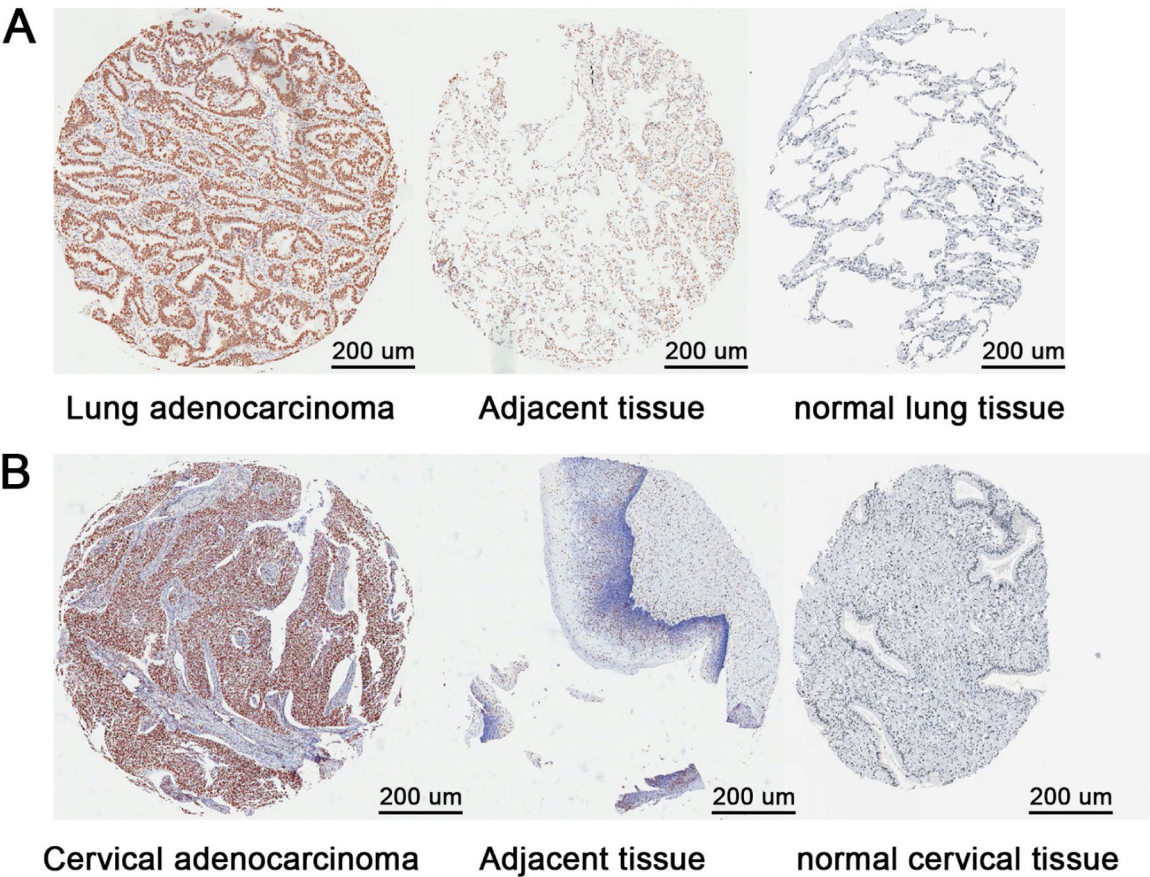 A
200 um
200 um
200 um
Lung adenocarcinoma
Adjacent tissue
normal lung tissue
B
200 um
200 um
200 um
Cervical adenocarcinoma
Adjacent tissue
normal cervical tissue